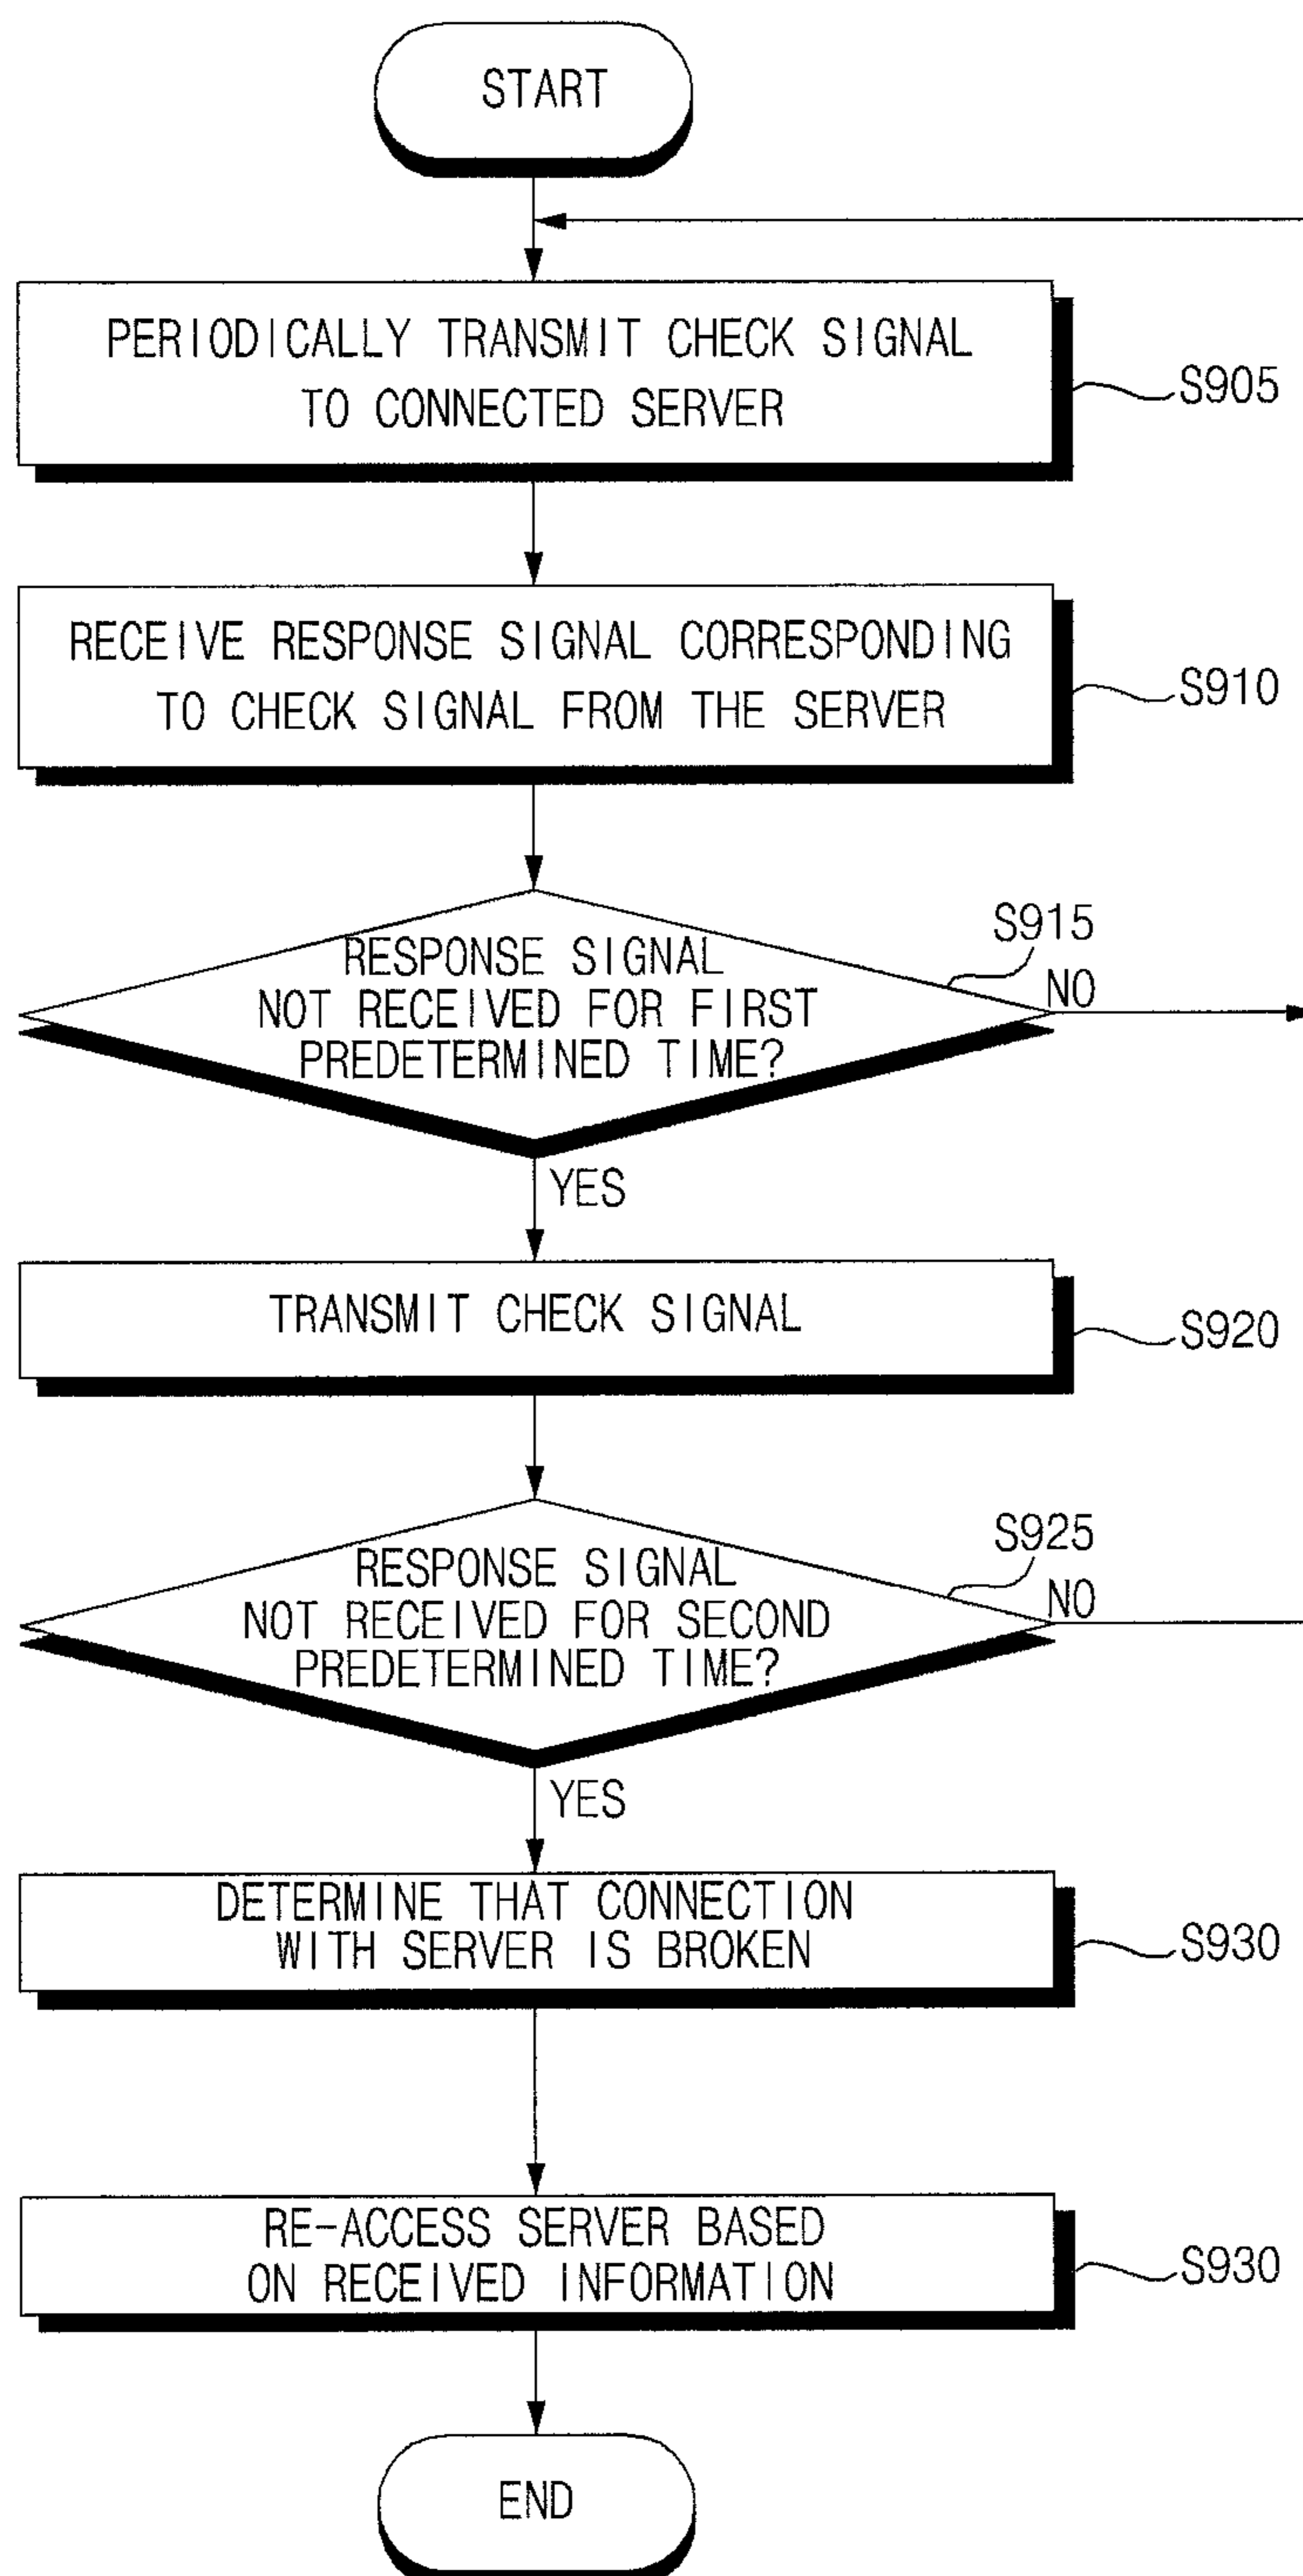 START
PERIODICALLY TRANSMIT CHECK SIGNAL
TO CONNECTED SERVER
S905
RECEIVE RESPONSE SIGNAL CORRESPONDING
TO CHECK SIGNAL FROM THE SERVER
S910
RESPONSE SIGNAL
NOT RECEIVED FOR FIRST
PREDETERMINED TIME?
S915
NO
YES
TRANSMIT CHECK SIGNAL
S920
RESPONSE SIGNAL
NOT RECEIVED FOR SECOND
PREDETERMINED TIME?
S925
NO
YES
DETERMINE THAT CONNECTION
WITH SERVER IS BROKEN
S930
RE-ACCESS SERVER BASED
ON RECEIVED INFORMATION
S930
END